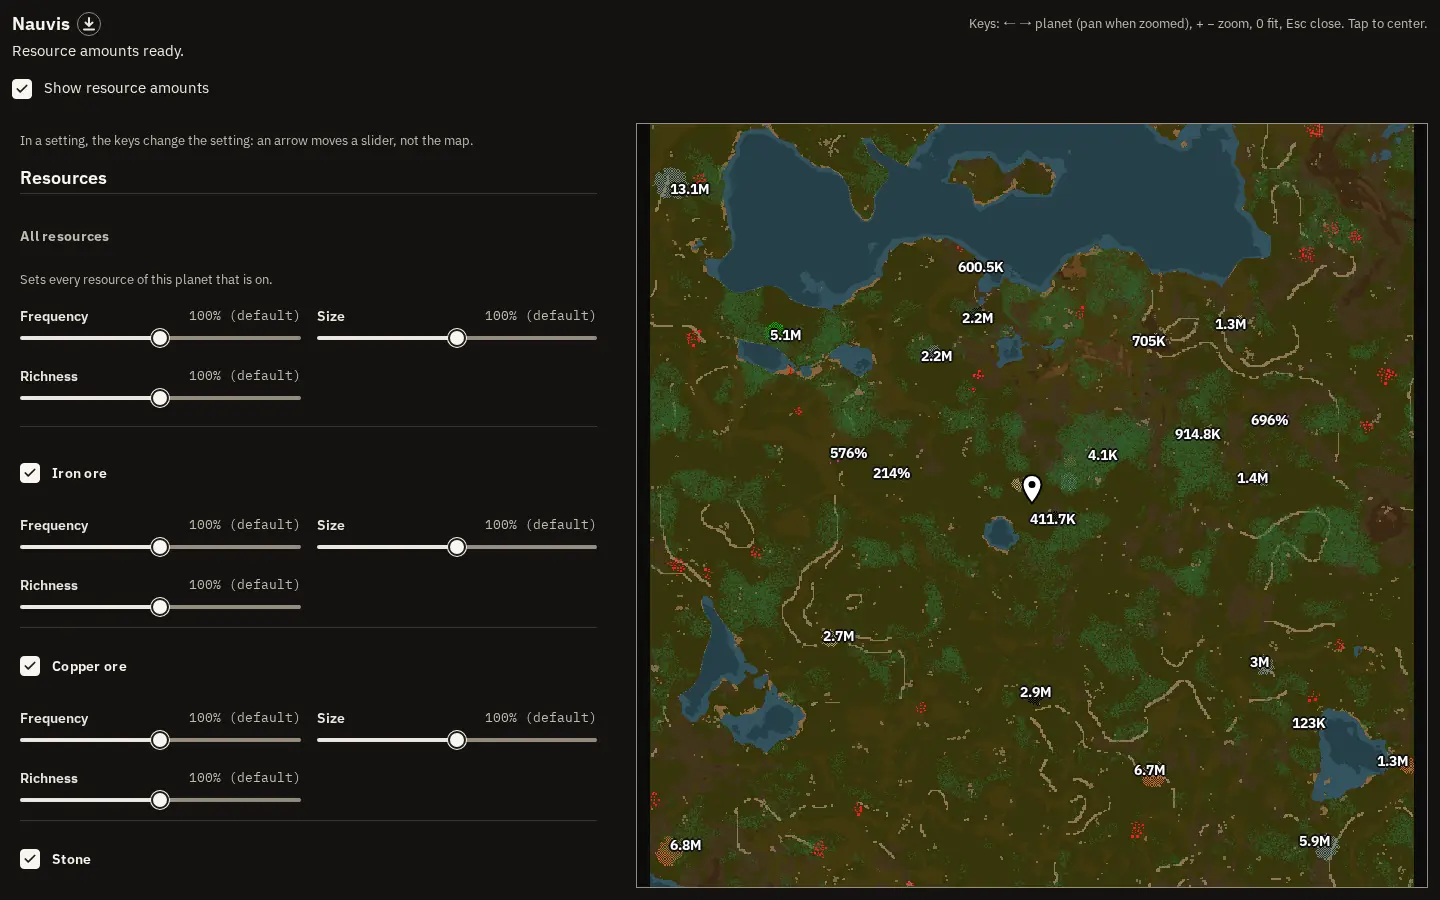 Nauvis
Keys: ← → planet (pan when zoomed), + − zoom, 0 fit, Esc close. Tap to center.
Resource amounts ready.
Show resource amounts
In a setting, the keys change the setting: an arrow moves a slider, not the map.
Resources
All resources
Sets every resource of this planet that is on.
Frequency 100% (default) Size 100% (default)
Richness 100% (default)
Iron ore
Frequency 100% (default) Size 100% (default)
Richness 100% (default)
Copper ore
Frequency 100% (default) Size 100% (default)
Richness 100% (default)
Stone
13.1M
600.5K
2.2M
1.3M
5.1M
705K
2.2M
696%
914.8K
576%
4.1K
214%
1.4M
411.7K
2.7M
3M
2.9M
123K
1.3M
6.7M
5.9M
6.8M